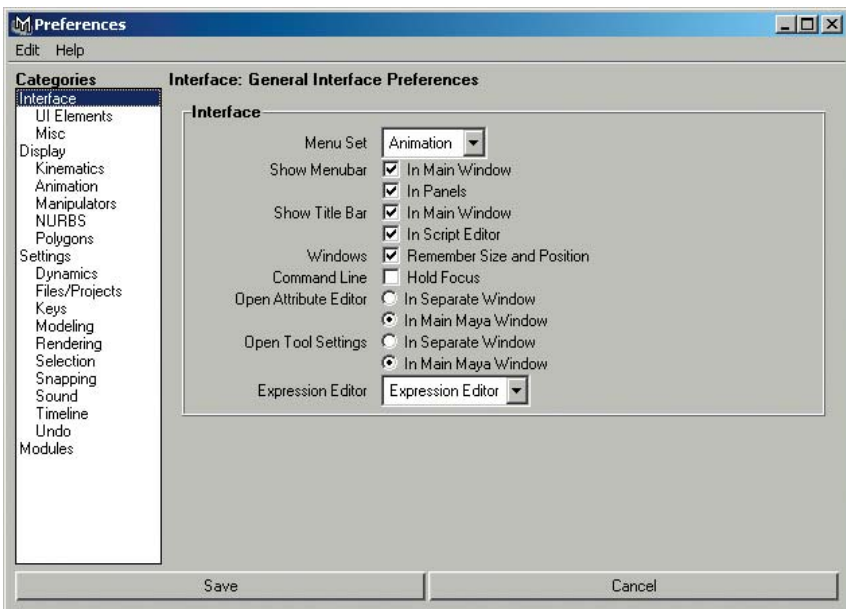 Preferences
Edit Help
Categories
Interface
UI Elements
Misc
Display
Kinematics
Animation
Manipulators
NURBS
Polygons
Settings
Dynamics
Files/Projects
Keys
Modeling
Rendering
Selection
Snapping
Sound
Timeline
Undo
Modules
Interface: General Interface Preferences
Interface
Menu Set Animation
Show Menubar In Main Window
In Panels
Show Title Bar In Main Window
In Script Editor
Windows Remember Size and Position
Command Line Hold Focus
Open Attribute Editor In Separate Window
In Main Maya Window
Open Tool Settings In Separate Window
In Main Maya Window
Expression Editor Expression Editor
Save Cancel